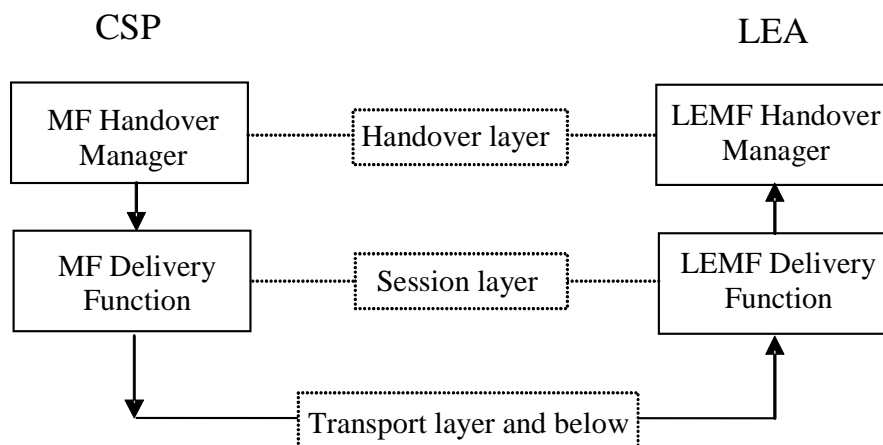 CSP
LEA
MF Handover
Manager
Handover layer
LEMF Handover
Manager
MF Delivery
Function
Session layer
LEMF Delivery
Function
Transport layer and below